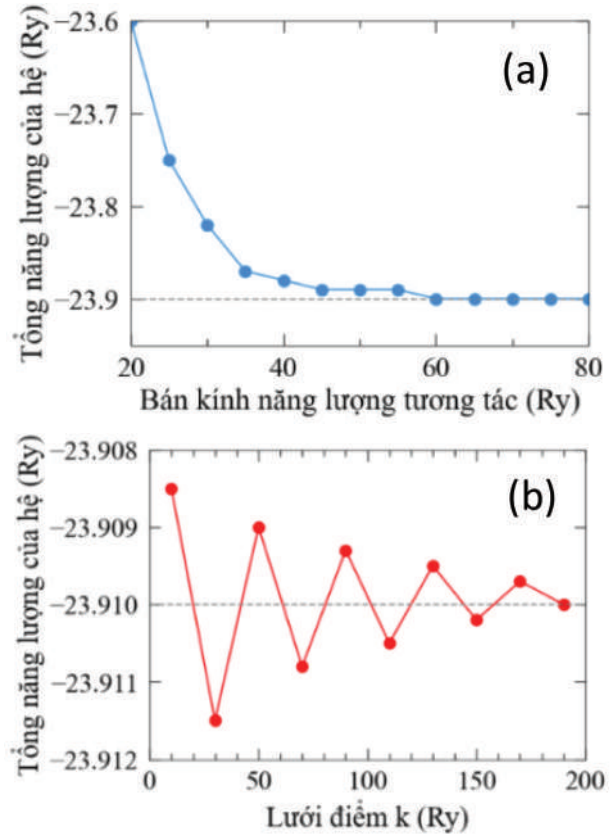 Tổng năng lượng của hệ (Ry)
−23.6
−23.7
−23.8
−23.9
(a)
20 40 60 80
Bán kính năng lượng tương tác (Ry)
Tổng năng lượng của hệ (Ry)
−23.908
−23.909
−23.910
−23.911
−23.912
(b)
0 50 100 150 200
Lưới điểm k (Ry)